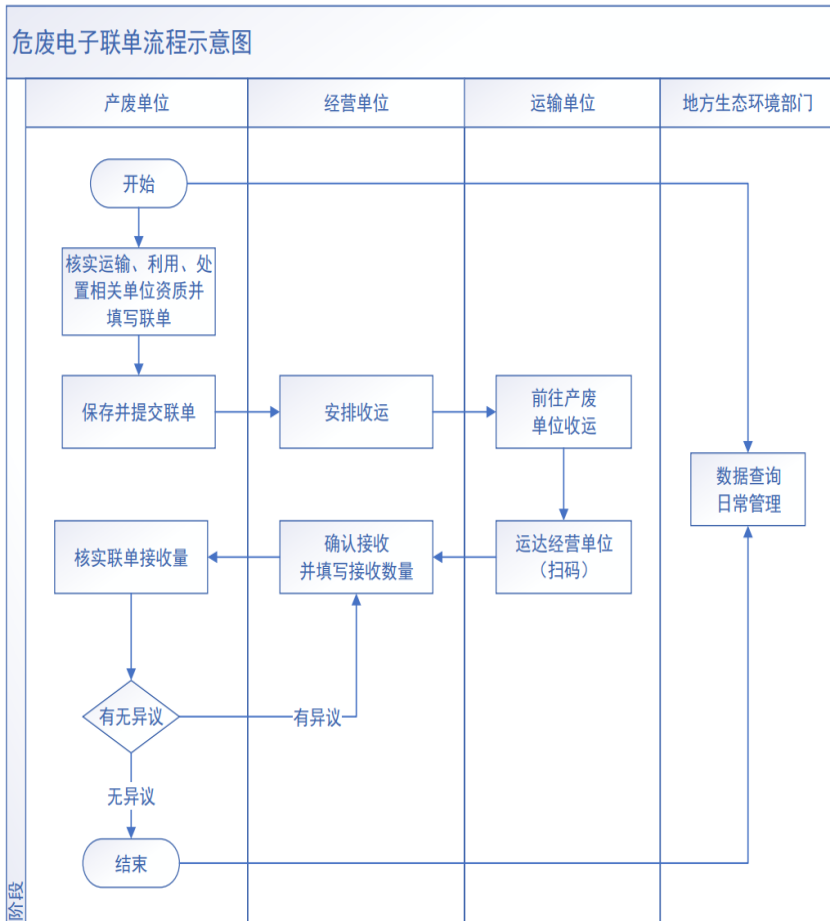 危废电子联单流程示意图
产废单位
经营单位
运输单位
地方生态环境部门
开始
核实运输、利用、处
置相关单位资质并
填写联单
保存并提交联单
安排收运
前往产废
单位收运
数据查询
日常管理
核实联单接收量
确认接收
并填写接收数量
运达经营单位
（扫码）
有无异议
有异议
无异议
结束
阶段